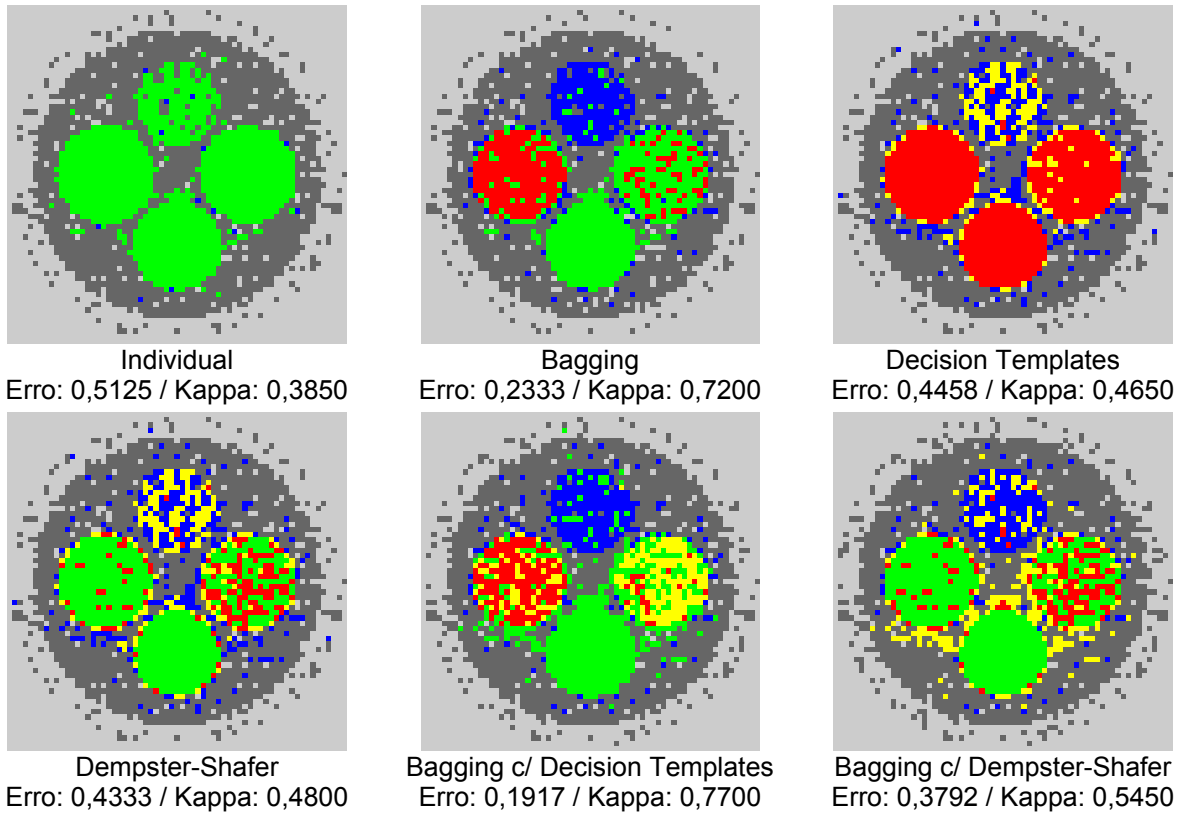 Individual
Erro: 0,5125 / Kappa: 0,3850
Bagging
Erro: 0,2333 / Kappa: 0,7200
Decision Templates
Erro: 0,4458 / Kappa: 0,4650
Dempster-Shafer
Erro: 0,4333 / Kappa: 0,4800
Bagging c/ Decision Templates
Erro: 0,1917 / Kappa: 0,7700
Bagging c/ Dempster-Shafer
Erro: 0,3792 / Kappa: 0,5450